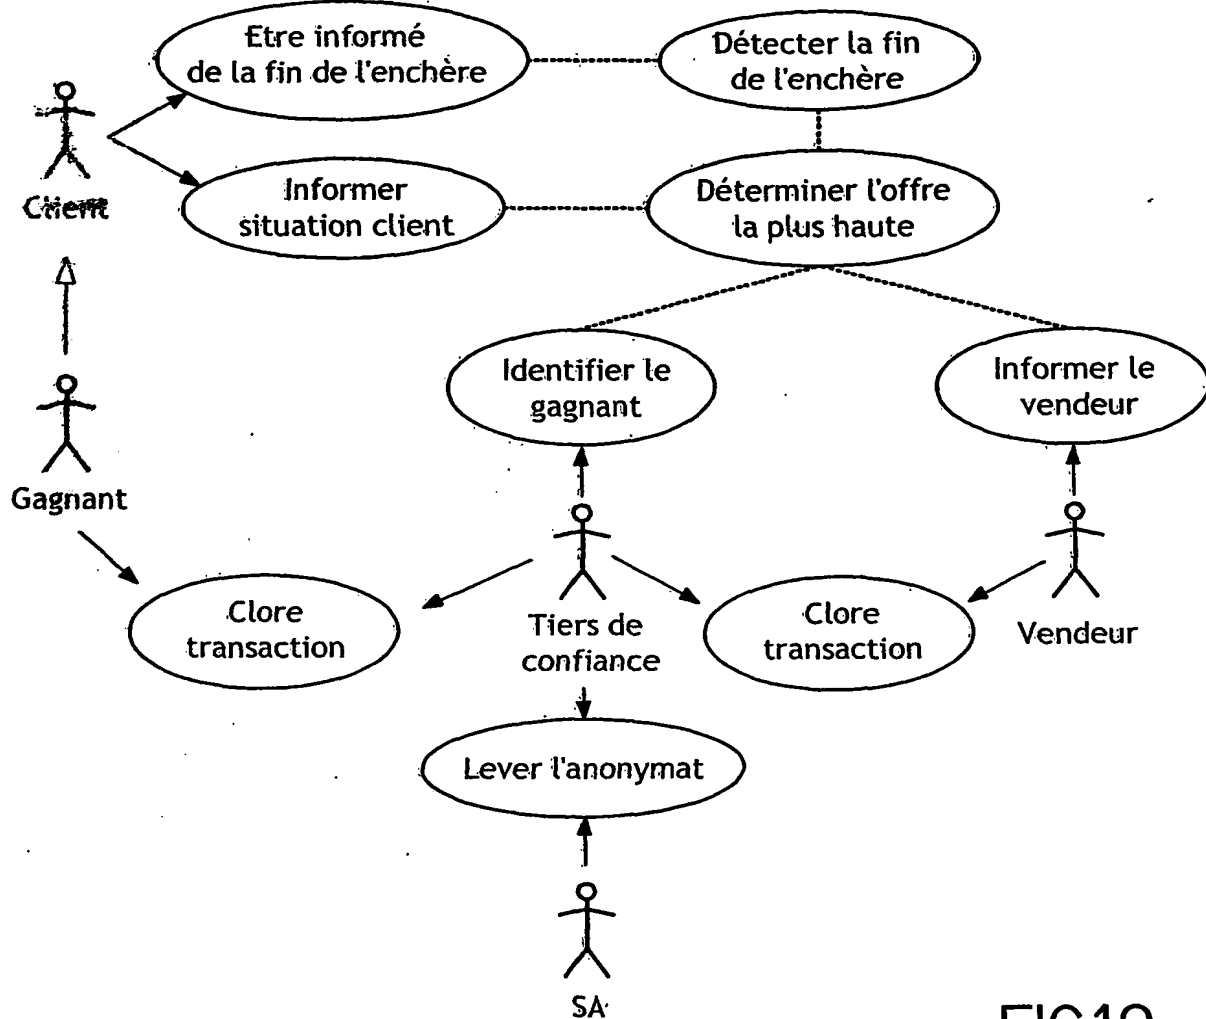 Etre informé
de la fin de l'enchère
Détecter la fin
de l'enchère
Client
Informer
situation client
Déterminer l'offre
la plus haute
Identifier le
gagnant
Informer le
vendeur
Gagnant
Clore
transaction
Tiers de
confiance
Clore
transaction
Vendeur
Lever l'anonymat
SA